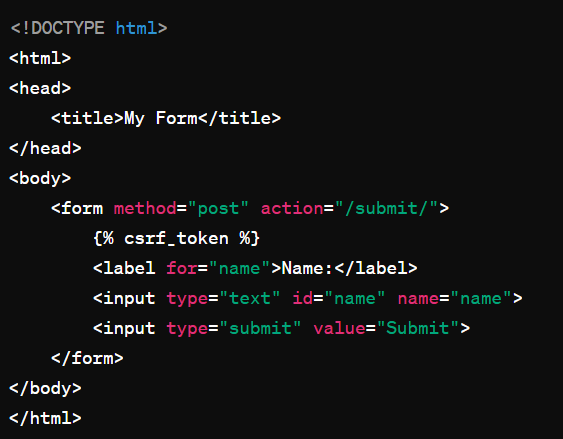 <!DOCTYPE html>
<html>
<head>
    <title>My Form</title>
</head>
<body>
    <form method="post" action="/submit/">
        {% csrf_token %}
        <label for="name">Name:</label>
        <input type="text" id="name" name="name">
        <input type="submit" value="Submit">
    </form>
</body>
</html>